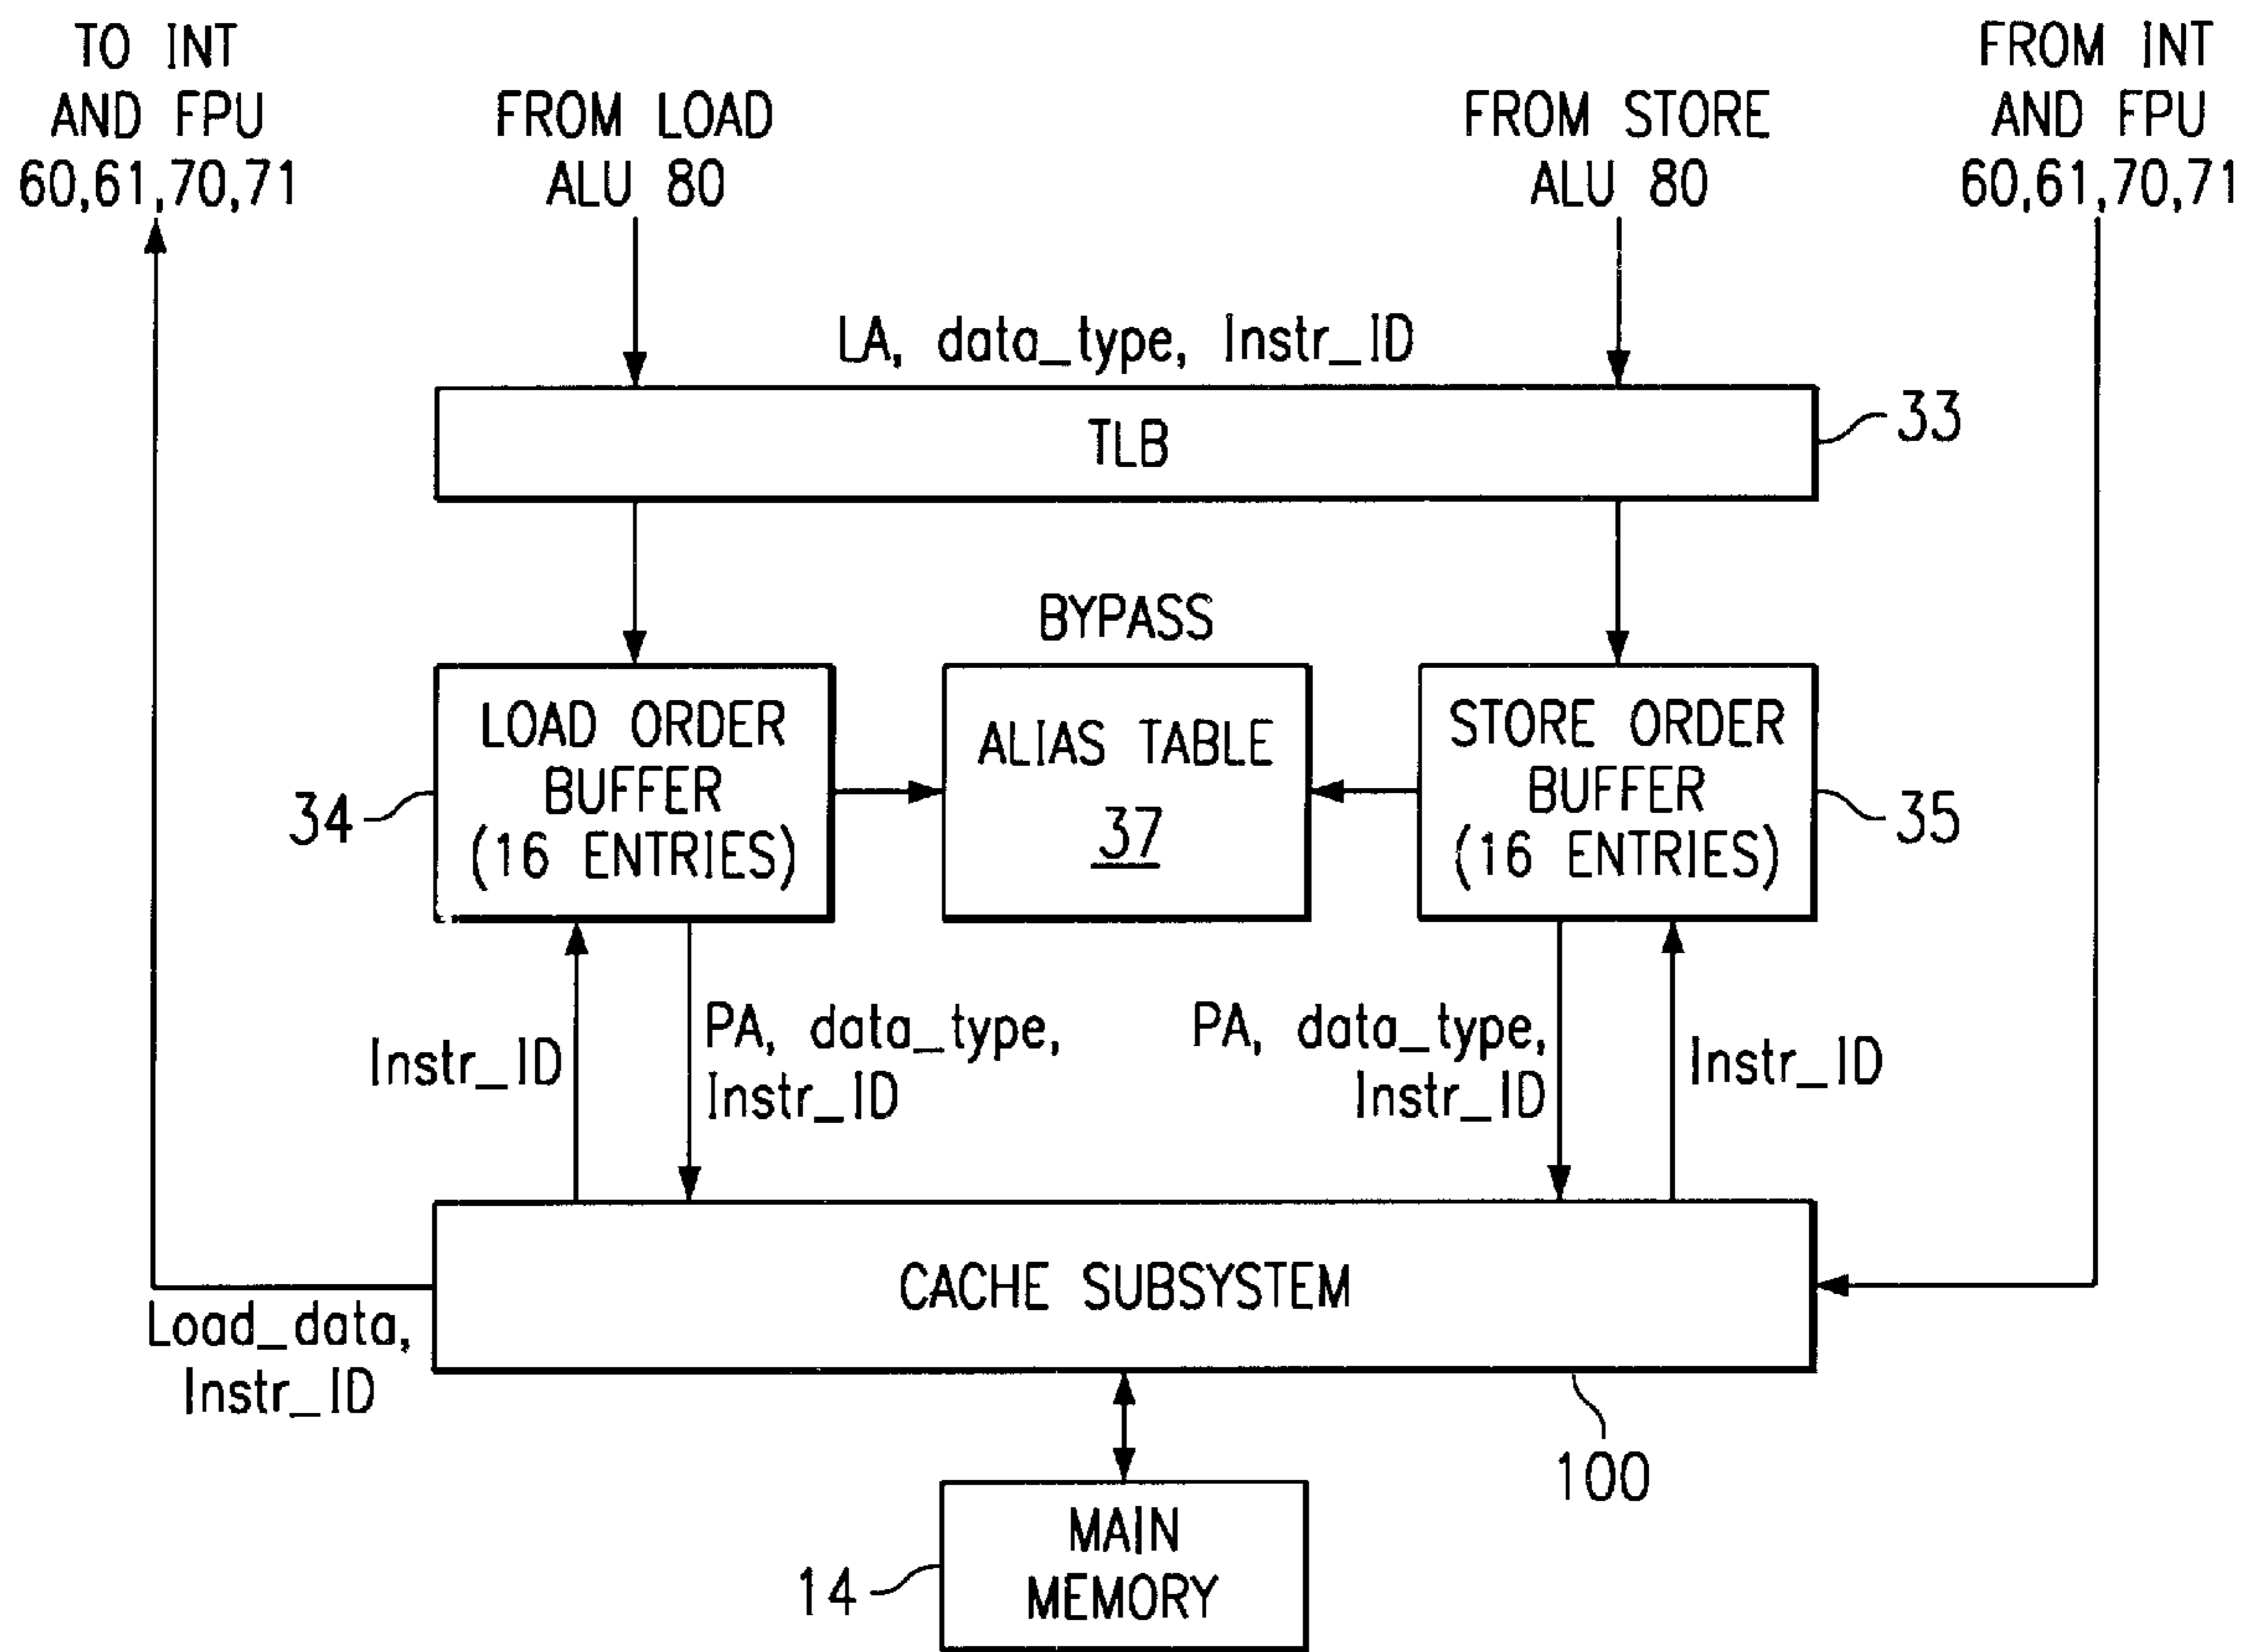 TO INT
AND FPU
60,61,70,71
FROM LOAD
ALU 80
FROM STORE
ALU 80
FROM INT
AND FPU
60,61,70,71
LA, data_type, Instr_ID
TLB
33
BYPASS
LOAD ORDER
BUFFER
(16 ENTRIES)
34
ALIAS TABLE
37
STORE ORDER
BUFFER
(16 ENTRIES)
35
Instr_ID
PA, data_type,
Instr_ID
PA, data_type,
Instr_ID
Instr_ID
CACHE SUBSYSTEM
Load_data,
Instr_ID
100
MAIN
MEMORY
14